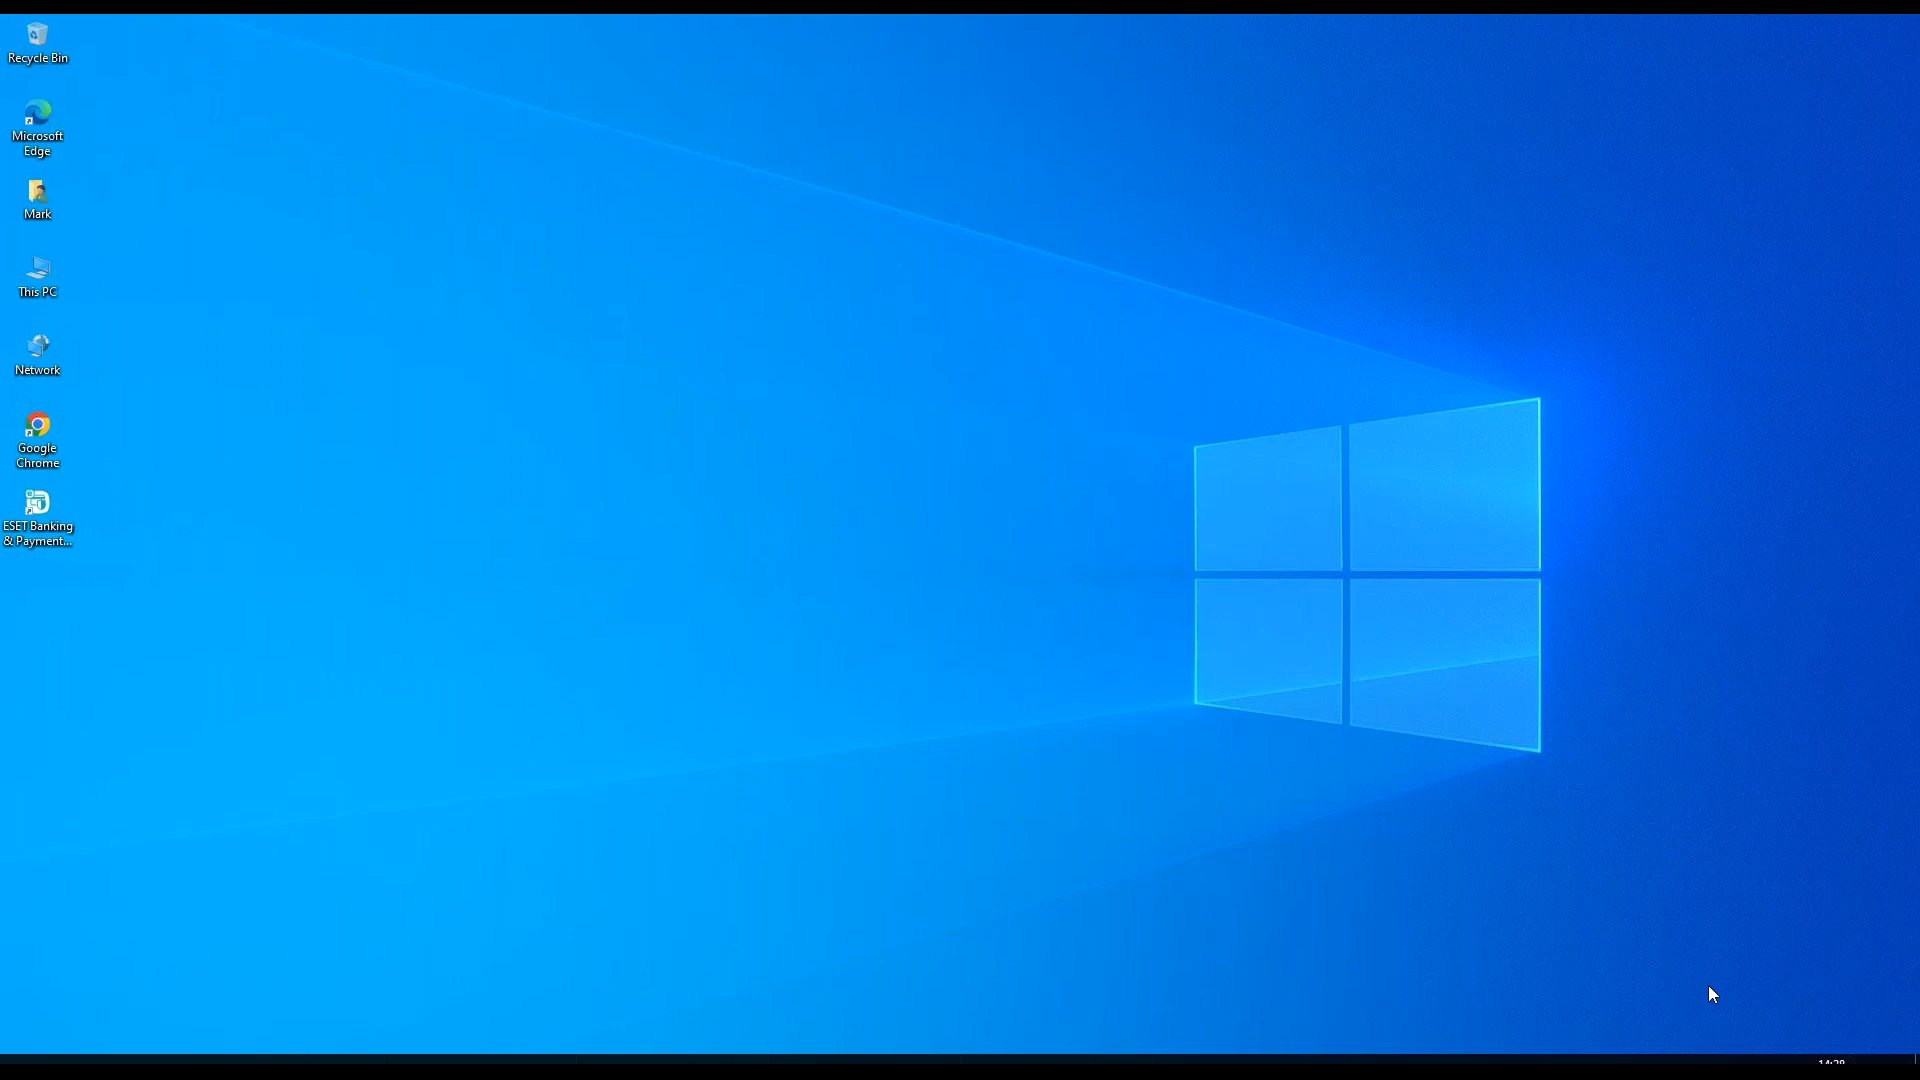 Recycle Bin
Microsoft
Edge
Mark
This PC
Network
Google
Chrome
ESET Banking
& Payment...